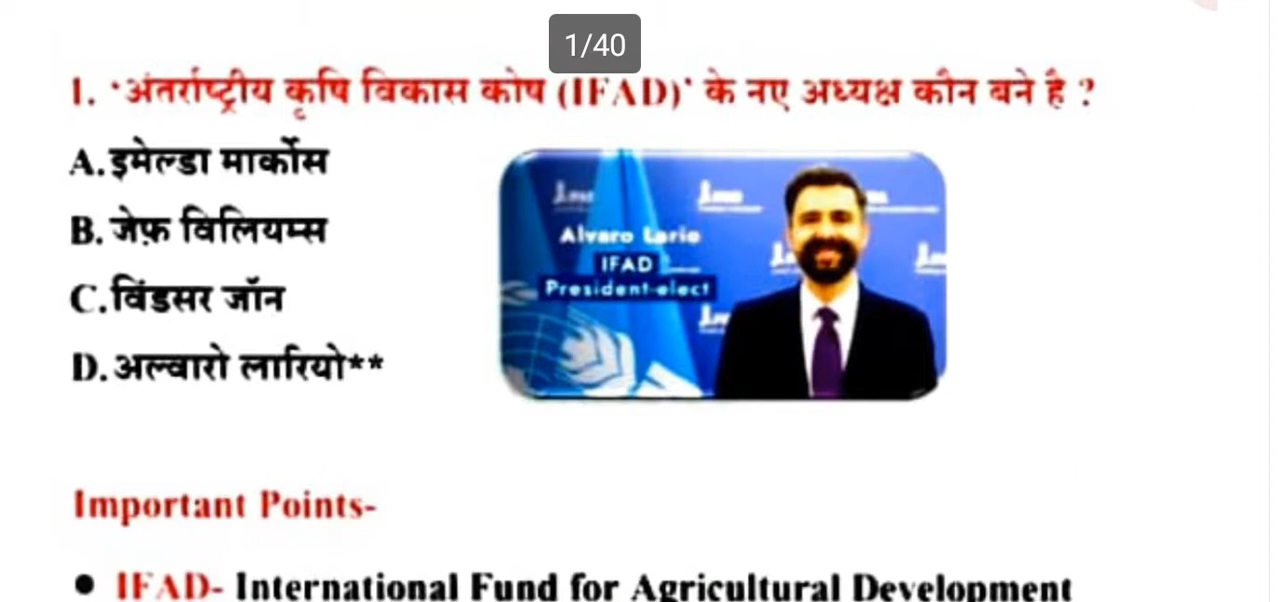 1/40
1. 'अंतर्राष्ट्रीय कृषि विकास कोष (IFAD)' के नए अध्यक्ष कौन बने है ?
A.इमेल्डा मार्कोस
B. जेफ़ विलियम्स
C.विंडसर जॉन
D.अल्वारो लारियो**
Alvaro Lario
IFAD
President-elect
Important Points-
● IFAD- International Fund for Agricultural Development